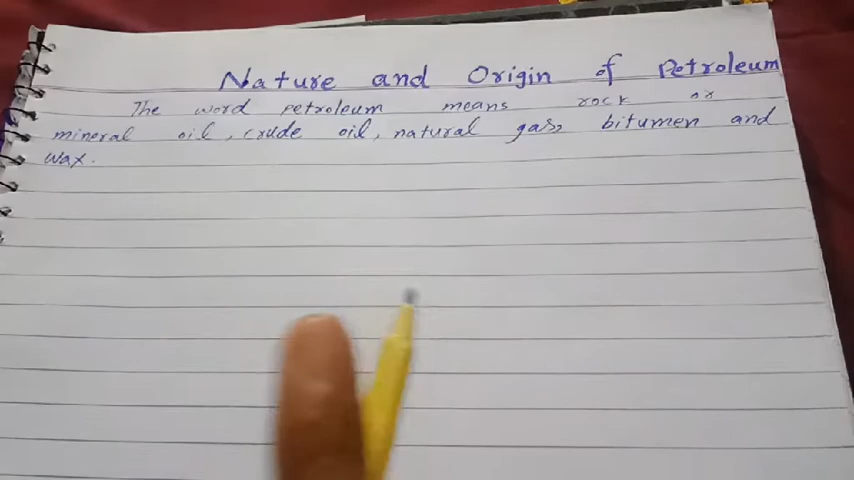 Nature and Origin of Petroleum
The word petroleum means rock or
mineral oil, crude oil, natural gas, bitumen and
wax.